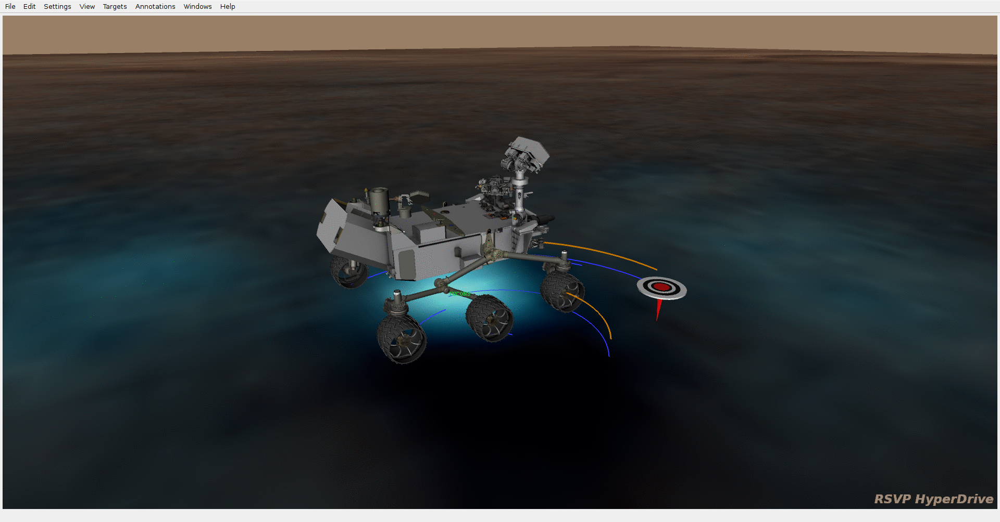 File Edit Settings View Targets Annotations Windows Help
RSVP HyperDrive